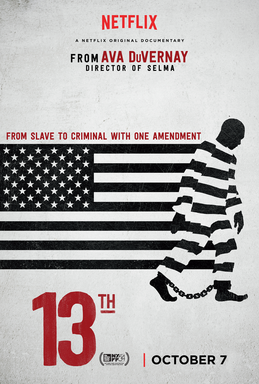 NETFLIX
A NETFLIX ORIGINAL DOCUMENTARY
FROM AVA DuVERNAY
DIRECTOR OF SELMA
FROM SLAVE TO CRIMINAL WITH ONE AMENDMENT
13TH
OCTOBER 7